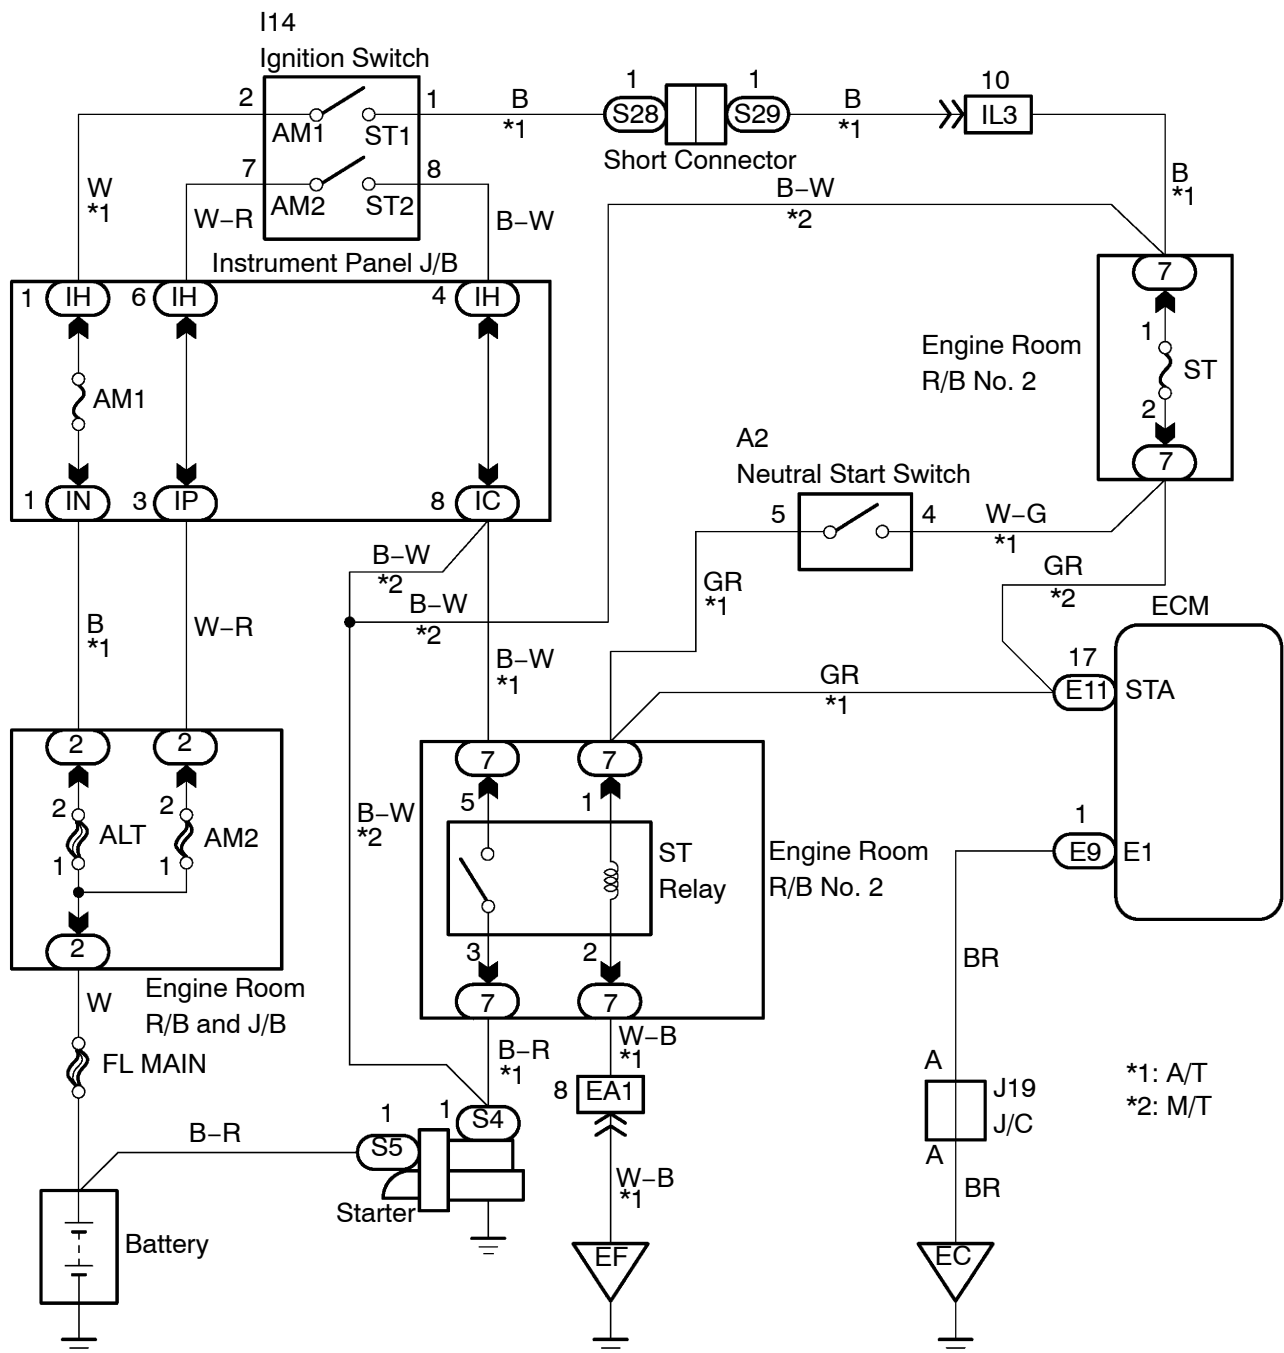 I14
Ignition Switch
2
AM1
ST1
1
B
*1
1
S28
1
S29
Short Connector
B
*1
10
IL3
7
AM2
ST2
8
W
*1
W–R
B–W
B–W
*2
B
*1
Instrument Panel J/B
1
IH
6
IH
4
IH
7
Engine Room
R/B No. 2
1
ST
2
7
AM1
1
IN
3
IP
8
IC
A2
Neutral Start Switch
5
4
W–G
*1
B–W
*2
B–W
*2
GR
*1
GR
*2
ECM
B
*1
W–R
B–W
*1
GR
*1
17
E11
STA
2
2
7
7
2
ALT
1
2
AM2
1
B–W
*2
5
1
ST
Relay
Engine Room
R/B No. 2
1
E9
E1
2
3
2
7
7
W
Engine Room
R/B and J/B
BR
FL MAIN
B–R
*1
W–B
*1
8
EA1
A
J19
J/C
A
*1: A/T
*2: M/T
1
S4
1
S5
B–R
Starter
W–B
*1
BR
Battery
EF
EC